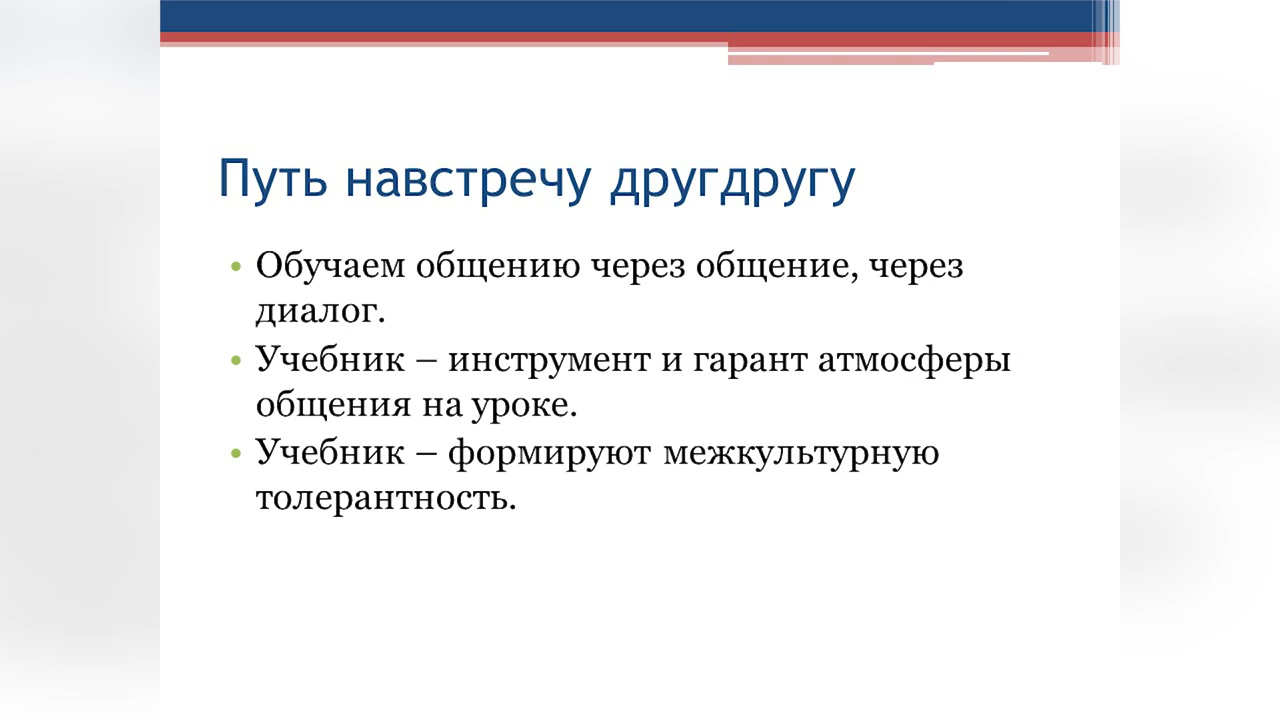 Путь навстречу другдругу
• Обучаем общению через общение, через
диалог.
• Учебник – инструмент и гарант атмосферы
общения на уроке.
• Учебник – формируют межкультурную
толерантность.